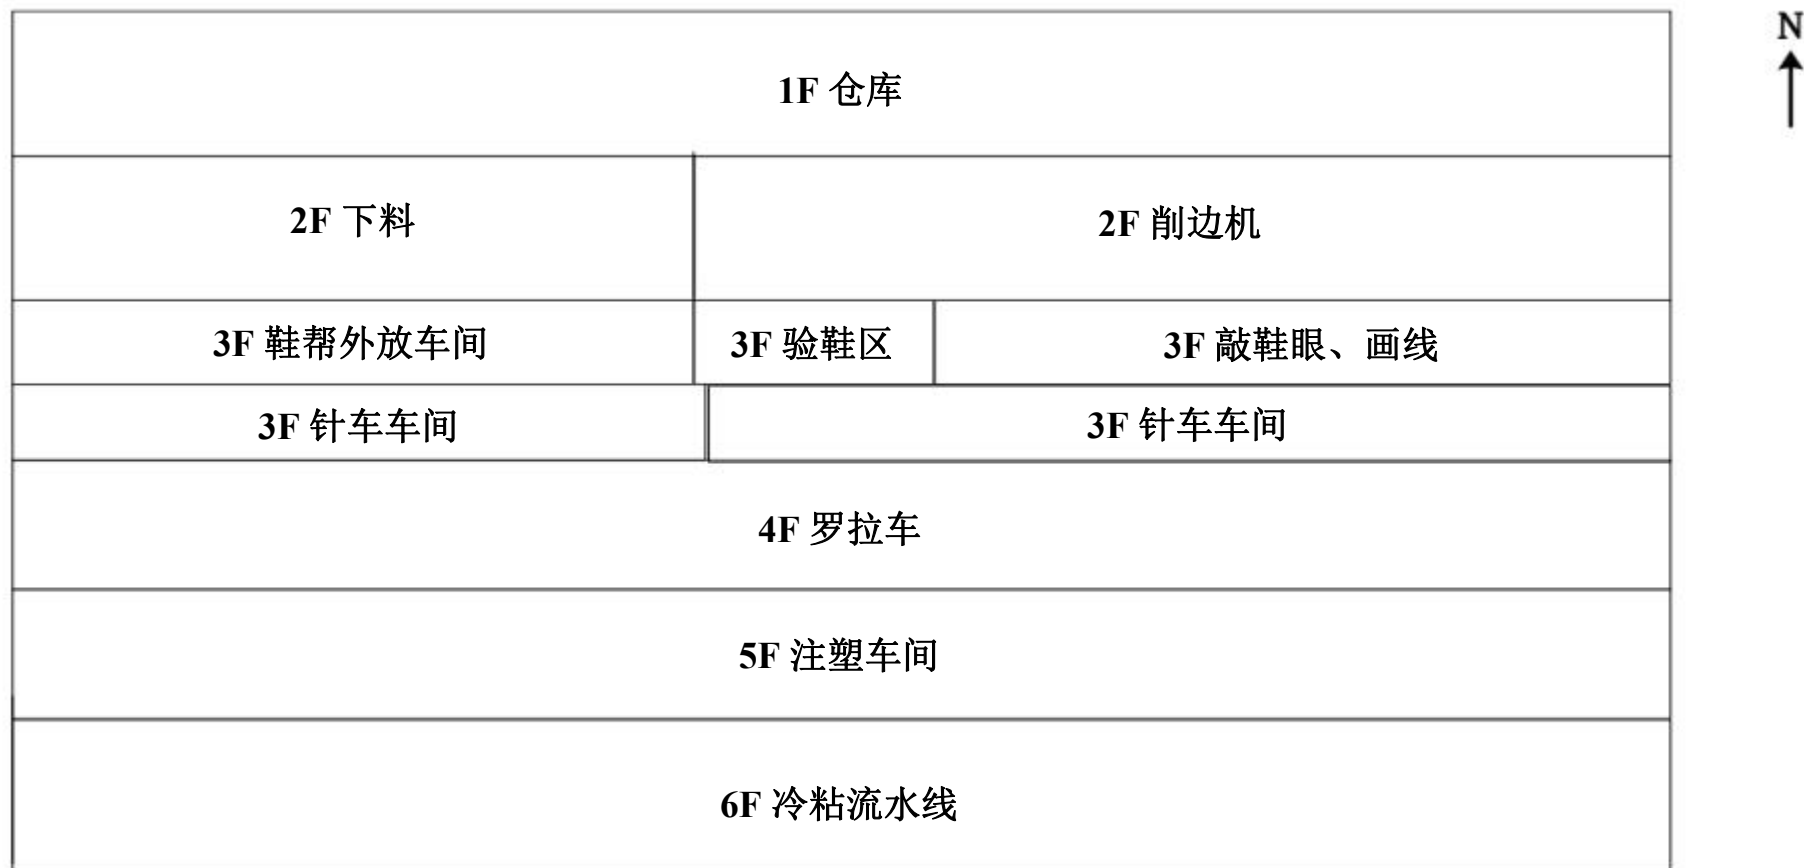 N
1F 仓库
2F 下料
2F 削边机
3F 鞋帮外放车间
3F 验鞋区
3F 敲鞋眼、画线
3F 针车车间
3F 针车车间
4F 罗拉车
5F 注塑车间
6F 冷粘流水线